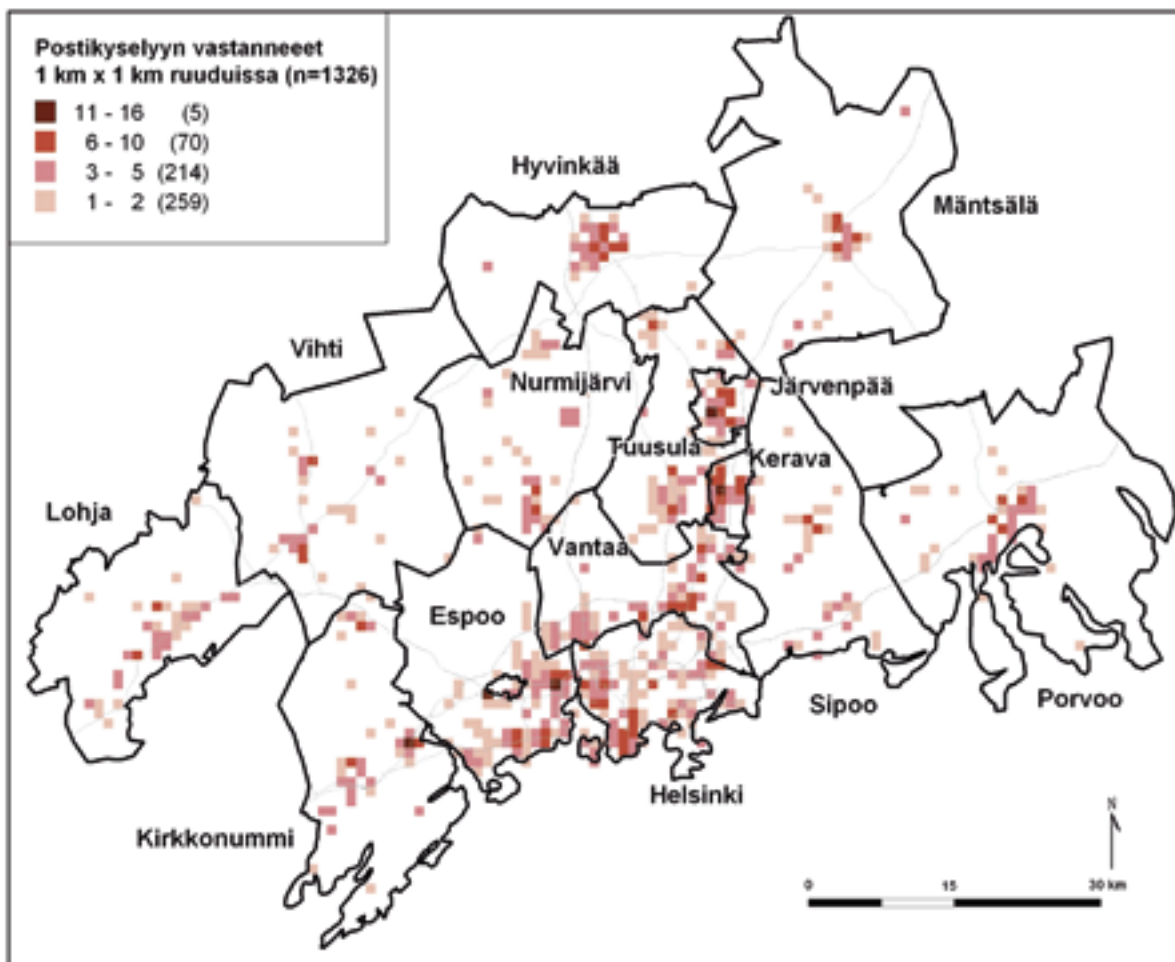 Postikyselyyn vastanneeet
1 km x 1 km ruuduissa (n=1326)
11 - 16 (5)
6 - 10 (70)
3 - 5 (214)
1 - 2 (259)
Hyvinkää
Mäntsälä
Vihti
Nurmijärvi
Järvenpää
Tuusula
Kerava
Lohja
Vantaa
Espoo
Sipoo
Porvoo
Helsinki
Kirkkonummi
N
0 15 30 km